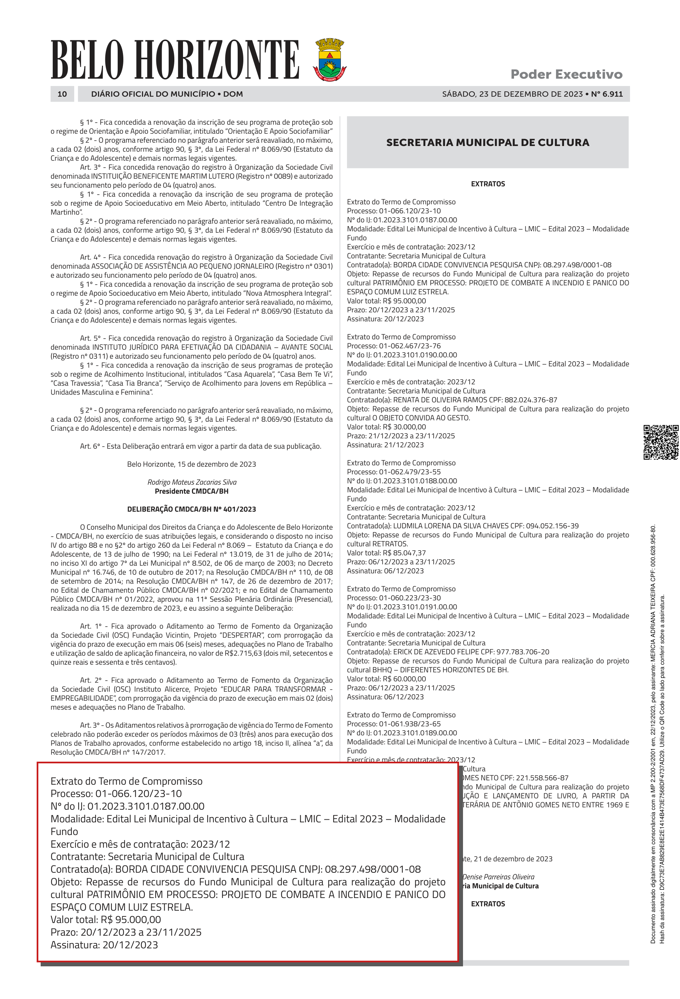 BELO HORIZONTE
Poder Executivo
10
DIÁRIO OFICIAL DO MUNICÍPIO • DOM
SÁBADO, 23 DE DEZEMBRO DE 2023 • N° 6.911
§ 1º - Fica concedida a renovação da inscrição de seu programa de proteção sob
o regime de Orientação e Apoio Sociofamiliar, intitulado “Orientação E Apoio Sociofamiliar”
§ 2º - O programa referenciado no parágrafo anterior será reavaliado, no máximo,
a cada 02 (dois) anos, conforme artigo 90, § 3º, da Lei Federal nº 8.069/90 (Estatuto da
Criança e do Adolescente) e demais normas legais vigentes.
Art. 3º - Fica concedida renovação do registro à Organização da Sociedade Civil
denominada INSTITUIÇÃO BENEFICENTE MARTIM LUTERO (Registro nº 0089) e autorizado
seu funcionamento pelo período de 04 (quatro) anos.
§ 1º - Fica concedida a renovação da inscrição de seu programa de proteção
sob o regime de Apoio Socioeducativo em Meio Aberto, intitulado “Centro De Integração
Martinho”.
§ 2º - O programa referenciado no parágrafo anterior será reavaliado, no máximo,
a cada 02 (dois) anos, conforme artigo 90, § 3º, da Lei Federal nº 8.069/90 (Estatuto da
Criança e do Adolescente) e demais normas legais vigentes.
Art. 4º - Fica concedida renovação do registro à Organização da Sociedade Civil
denominada ASSOCIAÇÃO DE ASSISTÊNCIA AO PEQUENO JORNALEIRO (Registro nº 0301)
e autorizado seu funcionamento pelo período de 04 (quatro) anos.
§ 1º - Fica concedida a renovação da inscrição de seu programa de proteção sob
o regime de Apoio Socioeducativo em Meio Aberto, intitulado “Nova Atmosphera Integral”.
§ 2º - O programa referenciado no parágrafo anterior será reavaliado, no máximo,
a cada 02 (dois) anos, conforme artigo 90, § 3º, da Lei Federal nº 8.069/90 (Estatuto da
Criança e do Adolescente) e demais normas legais vigentes.
Art. 5º - Fica concedida renovação do registro à Organização da Sociedade Civil
denominada INSTITUTO JURÍDICO PARA EFETIVAÇÃO DA CIDADANIA – AVANTE SOCIAL
(Registro nº 0311) e autorizado seu funcionamento pelo período de 04 (quatro) anos.
§ 1º - Fica concedida a renovação da inscrição de seus programas de proteção
sob o regime de Acolhimento Institucional, intitulados “Casa Aquarela”, “Casa Bem Te Vi”,
“Casa Travessia”, “Casa Tia Branca”, “Serviço de Acolhimento para Jovens em República –
Unidades Masculina e Feminina”.
§ 2º - O programa referenciado no parágrafo anterior será reavaliado, no máximo,
a cada 02 (dois) anos, conforme artigo 90, § 3º, da Lei Federal nº 8.069/90 (Estatuto da
Criança e do Adolescente) e demais normas legais vigentes.
Art. 6º - Esta Deliberação entrará em vigor a partir da data de sua publicação.
Belo Horizonte, 15 de dezembro de 2023
Rodrigo Mateus Zacarias Silva
Presidente CMDCA/BH
DELIBERAÇÃO CMDCA/BH Nº 401/2023
O Conselho Municipal dos Direitos da Criança e do Adolescente de Belo Horizonte
- CMDCA/BH, no exercício de suas atribuições legais, e considerando o disposto no inciso
IV do artigo 88 e no §2º do artigo 260 da Lei Federal nº 8.069 – Estatuto da Criança e do
Adolescente, de 13 de julho de 1990; na Lei Federal nº 13.019, de 31 de julho de 2014;
no inciso XI do artigo 7º da Lei Municipal nº 8.502, de 06 de março de 2003; no Decreto
Municipal nº 16.746, de 10 de outubro de 2017; na Resolução CMDCA/BH nº 110, de 08
de setembro de 2014; na Resolução CMDCA/BH nº 147, de 26 de dezembro de 2017;
no Edital de Chamamento Público CMDCA/BH nº 02/2021; e no Edital de Chamamento
Público CMDCA/BH nº 01/2022, aprovou na 11ª Sessão Plenária Ordinária (Presencial),
realizada no dia 15 de dezembro de 2023, e eu assino a seguinte Deliberação:
Art. 1º - Fica aprovado o Aditamento ao Termo de Fomento da Organização
da Sociedade Civil (OSC) Fundação Vicintin, Projeto “DESPERTAR”, com prorrogação da
vigência do prazo de execução em mais 06 (seis) meses, adequações no Plano de Trabalho
e utilização de saldo de aplicação financeira, no valor de R$2.715,63 (dois mil, setecentos e
quinze reais e sessenta e três centavos).
Art. 2º - Fica aprovado o Aditamento ao Termo de Fomento da Organização
da Sociedade Civil (OSC) Instituto Alicerce, Projeto “EDUCAR PARA TRANSFORMAR -
EMPREGABILIDADE”, com prorrogação da vigência do prazo de execução em mais 02 (dois)
meses e adequações no Plano de Trabalho.
Art. 3º - Os Aditamentos relativos à prorrogação de vigência do Termo de Fomento
celebrado não poderão exceder os períodos máximos de 03 (três) anos para execução dos
Planos de Trabalho aprovados, conforme estabelecido no artigo 18, inciso II, alínea “a”, da
Resolução CMDCA/BH nº 147/2017.
SECRETARIA MUNICIPAL DE CULTURA
EXTRATOS
Extrato do Termo de Compromisso
Processo: 01-066.120/23-10
Nº do IJ: 01.2023.3101.0187.00.00
Modalidade: Edital Lei Municipal de Incentivo à Cultura – LMIC – Edital 2023 – Modalidade
Fundo
Exercício e mês de contratação: 2023/12
Contratante: Secretaria Municipal de Cultura
Contratado(a): BORDA CIDADE CONVIVENCIA PESQUISA CNPJ: 08.297.498/0001-08
Objeto: Repasse de recursos do Fundo Municipal de Cultura para realização do projeto
cultural PATRIMÔNIO EM PROCESSO: PROJETO DE COMBATE A INCENDIO E PANICO DO
ESPAÇO COMUM LUIZ ESTRELA.
Valor total: R$ 95.000,00
Prazo: 20/12/2023 a 23/11/2025
Assinatura: 20/12/2023
Extrato do Termo de Compromisso
Processo: 01-062.467/23-76
Nº do IJ: 01.2023.3101.0190.00.00
Modalidade: Edital Lei Municipal de Incentivo à Cultura – LMIC – Edital 2023 – Modalidade
Fundo
Exercício e mês de contratação: 2023/12
Contratante: Secretaria Municipal de Cultura
Contratado(a): RENATA DE OLIVEIRA RAMOS CPF: 882.024.376-87
Objeto: Repasse de recursos do Fundo Municipal de Cultura para realização do projeto
cultural O OBJETO CONVIDA AO GESTO.
Valor total: R$ 30.000,00
Prazo: 21/12/2023 a 23/11/2025
Assinatura: 21/12/2023
Extrato do Termo de Compromisso
Processo: 01-062.479/23-55
Nº do IJ: 01.2023.3101.0188.00.00
Modalidade: Edital Lei Municipal de Incentivo à Cultura – LMIC – Edital 2023 – Modalidade
Fundo
Exercício e mês de contratação: 2023/12
Contratante: Secretaria Municipal de Cultura
Contratado(a): LUDMILA LORENA DA SILVA CHAVES CPF: 094.052.156-39
Objeto: Repasse de recursos do Fundo Municipal de Cultura para realização do projeto
cultural RETRATOS.
Valor total: R$ 85.047,37
Prazo: 06/12/2023 a 23/11/2025
Assinatura: 06/12/2023
Extrato do Termo de Compromisso
Processo: 01-060.223/23-30
Nº do IJ: 01.2023.3101.0191.00.00
Modalidade: Edital Lei Municipal de Incentivo à Cultura – LMIC – Edital 2023 – Modalidade
Fundo
Exercício e mês de contratação: 2023/12
Contratante: Secretaria Municipal de Cultura
Contratado(a): ERICK DE AZEVEDO FELIPE CPF: 977.783.706-20
Objeto: Repasse de recursos do Fundo Municipal de Cultura para realização do projeto
cultural BHHQ – DIFERENTES HORIZONTES DE BH.
Valor total: R$ 60.000,00
Prazo: 06/12/2023 a 23/11/2025
Assinatura: 06/12/2023
Extrato do Termo de Compromisso
Processo: 01-061.938/23-65
Nº do IJ: 01.2023.3101.0189.00.00
Modalidade: Edital Lei Municipal de Incentivo à Cultura – LMIC – Edital 2023 – Modalidade
Fundo
Exercício e mês de contratação: 2023/12
Cultura
OMES NETO CPF: 221.558.566-87
ndo Municipal de Cultura para realização do projeto
UÇÃO E LANÇAMENTO DE LIVRO, A PARTIR DA
TERÁRIA DE ANTÕNIO GOMES NETO ENTRE 1969 E
nte, 21 de dezembro de 2023
Denise Parreiras Oliveira
ria Municipal de Cultura
EXTRATOS
Extrato do Termo de Compromisso
Processo: 01-066.120/23-10
Nº do IJ: 01.2023.3101.0187.00.00
Modalidade: Edital Lei Municipal de Incentivo à Cultura – LMIC – Edital 2023 – Modalidade
Fundo
Exercício e mês de contratação: 2023/12
Contratante: Secretaria Municipal de Cultura
Contratado(a): BORDA CIDADE CONVIVENCIA PESQUISA CNPJ: 08.297.498/0001-08
Objeto: Repasse de recursos do Fundo Municipal de Cultura para realização do projeto
cultural PATRIMÔNIO EM PROCESSO: PROJETO DE COMBATE A INCENDIO E PANICO DO
ESPAÇO COMUM LUIZ ESTRELA.
Valor total: R$ 95.000,00
Prazo: 20/12/2023 a 23/11/2025
Assinatura: 20/12/2023
Documento assinado digitalmente em consonância com a MP 2.200-2/2001 em, 22/12/2023, pelo assinante: MERCIA ADRIANA TEIXEIRA CPF: 000.628.956-80.
Hash da assinatura: D9C73E7AB829E8E2E1414B473E7568DF4737AD29. Utilize o QR Code ao lado para conferir sobre a assinatura.